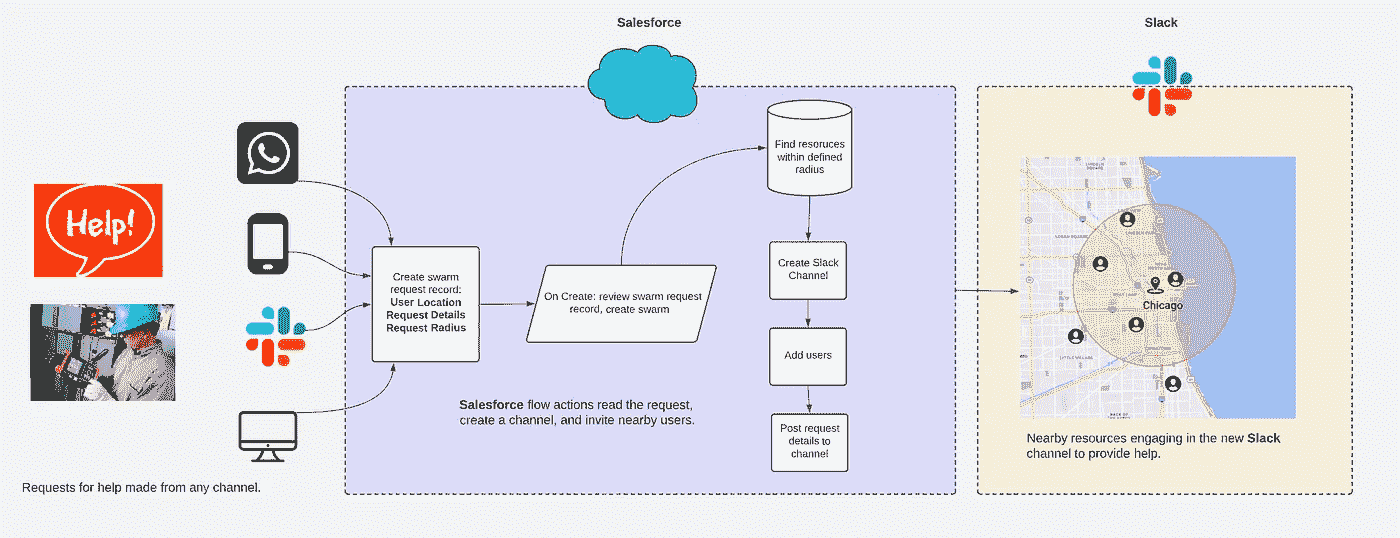 Salesforce
Slack
Help!
Requests for help made from any channel.
Create swarm
request record:
User Location
Request Details
Request Radius
On Create: review swarm request
record, create swarm
Find resoruces
within defined
radius
Create Slack
Channel
Add users
Post request
details to
channel
Salesforce flow actions read the request,
create a channel, and invite nearby users.
Chicago
LITTLE VILLAGE
Nearby resources engaging in the new Slack
channel to provide help.